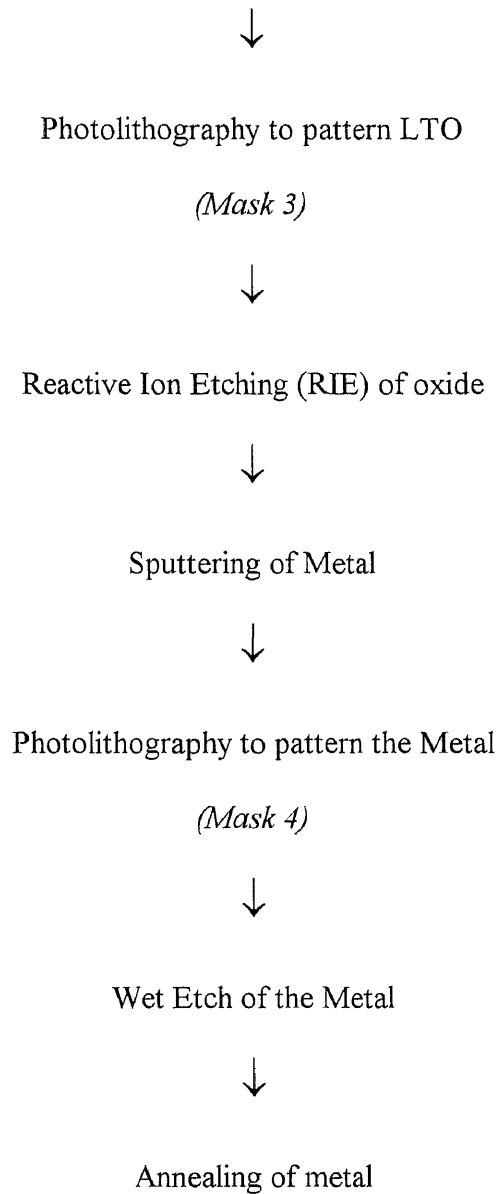 ↓
Photolithography to pattern LTO
(Mask 3)
↓
Reactive Ion Etching (RIE) of oxide
↓
Sputtering of Metal
↓
Photolithography to pattern the Metal
(Mask 4)
↓
Wet Etch of the Metal
↓
Annealing of metal